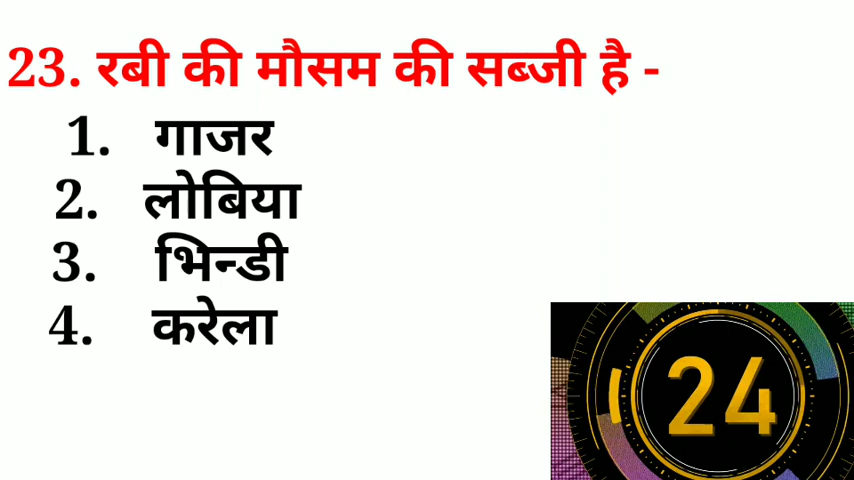 23. रबी की मौसम की सब्जी है -
1. गाजर
2. लोबिया
3. भिन्डी
4. करेला
24